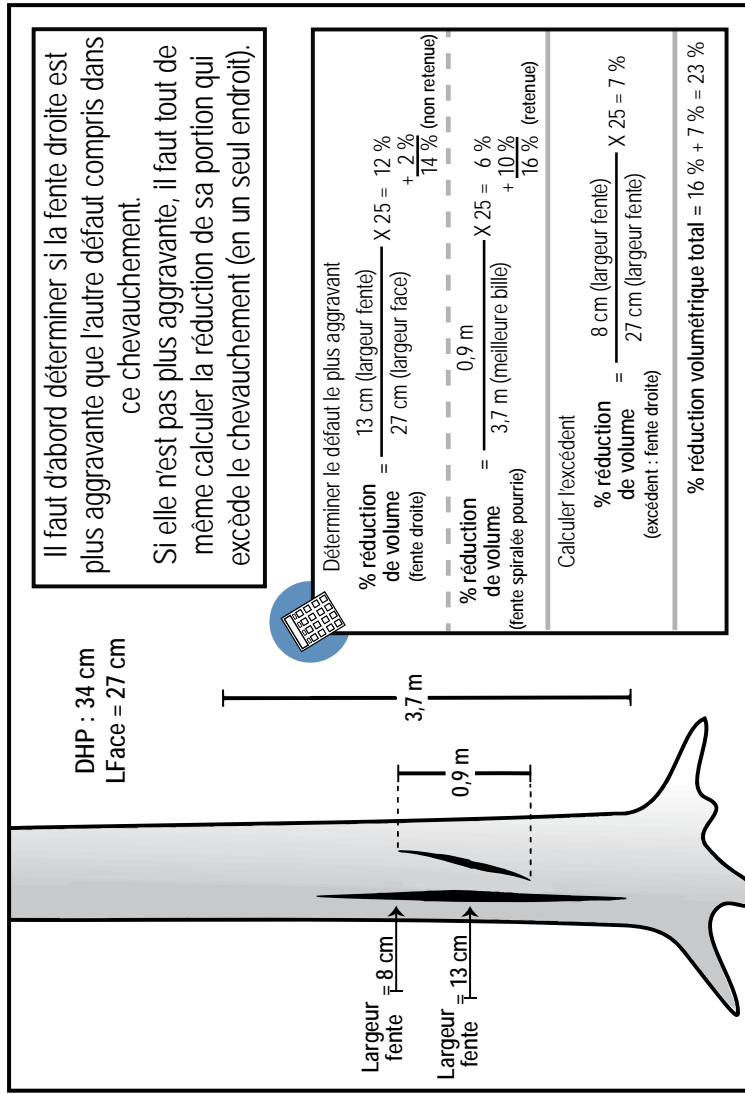 Il faut d'abord déterminer si la fente droite est
plus aggravante que l'autre défaut compris dans
ce chevauchement.
Si elle n'est pas plus aggravante, il faut tout de
même calculer la réduction de sa portion qui
excède le chevauchement (en un seul endroit).
DHP : 34 cm
LFace = 27 cm
Largeur
fente = 8 cm
Largeur
fente = 13 cm
0,9 m
3,7 m
Déterminer le défaut le plus aggravant
% réduction
de volume
(fente droite)
= 13 cm (largeur fente)
27 cm (largeur face)
X 25 = 12 %
+ 2 %
14 % (non retenue)
% réduction
de volume
(fente spiralée pourrie)
= 0,9 m
3,7 m (meilleure bille)
X 25 = 6 %
+ 10 %
16 % (retenue)
Calculer l'excédent
% réduction
de volume
(excédent : fente droite)
= 8 cm (largeur fente)
27 cm (largeur fente)
X 25 = 7 %
% réduction volumétrique total = 16 % + 7 % = 23 %